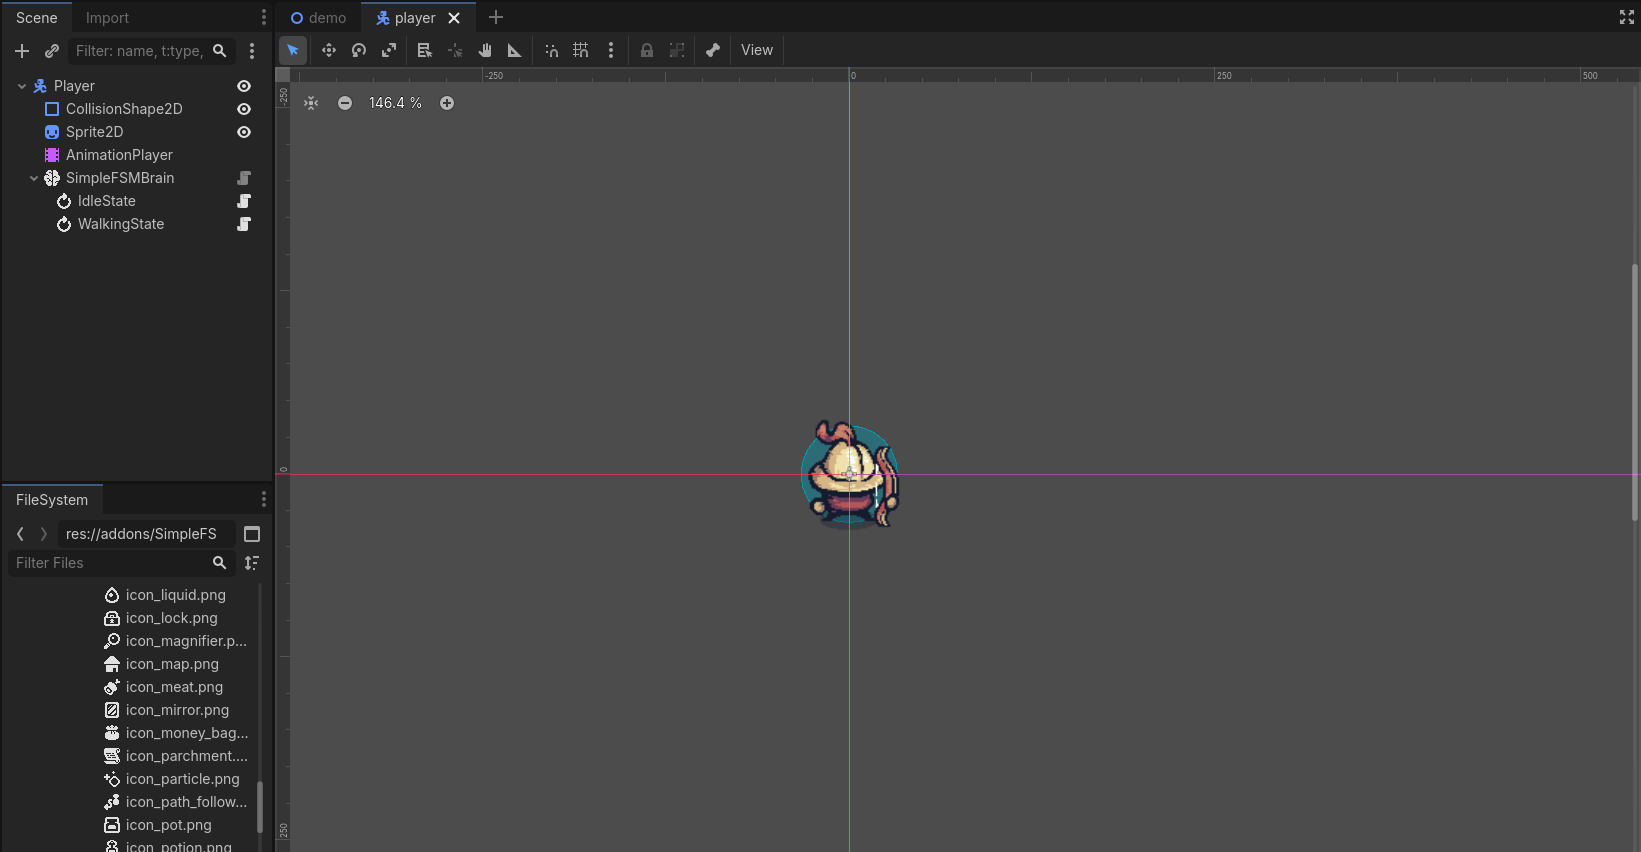 Scene
Import
demo
player
Filter: name, t:type,
View
Player
CollisionShape2D
Sprite2D
AnimationPlayer
SimpleFSMBrain
IdleState
WalkingState
-250
0
250
500
-250
0
250
146.4 %
FileSystem
res://addons/SimpleFS
Filter Files
icon_liquid.png
icon_lock.png
icon_magnifier.p...
icon_map.png
icon_meat.png
icon_mirror.png
icon_money_bag...
icon_parchment....
icon_particle.png
icon_path_follow...
icon_pot.png
icon_potion.png